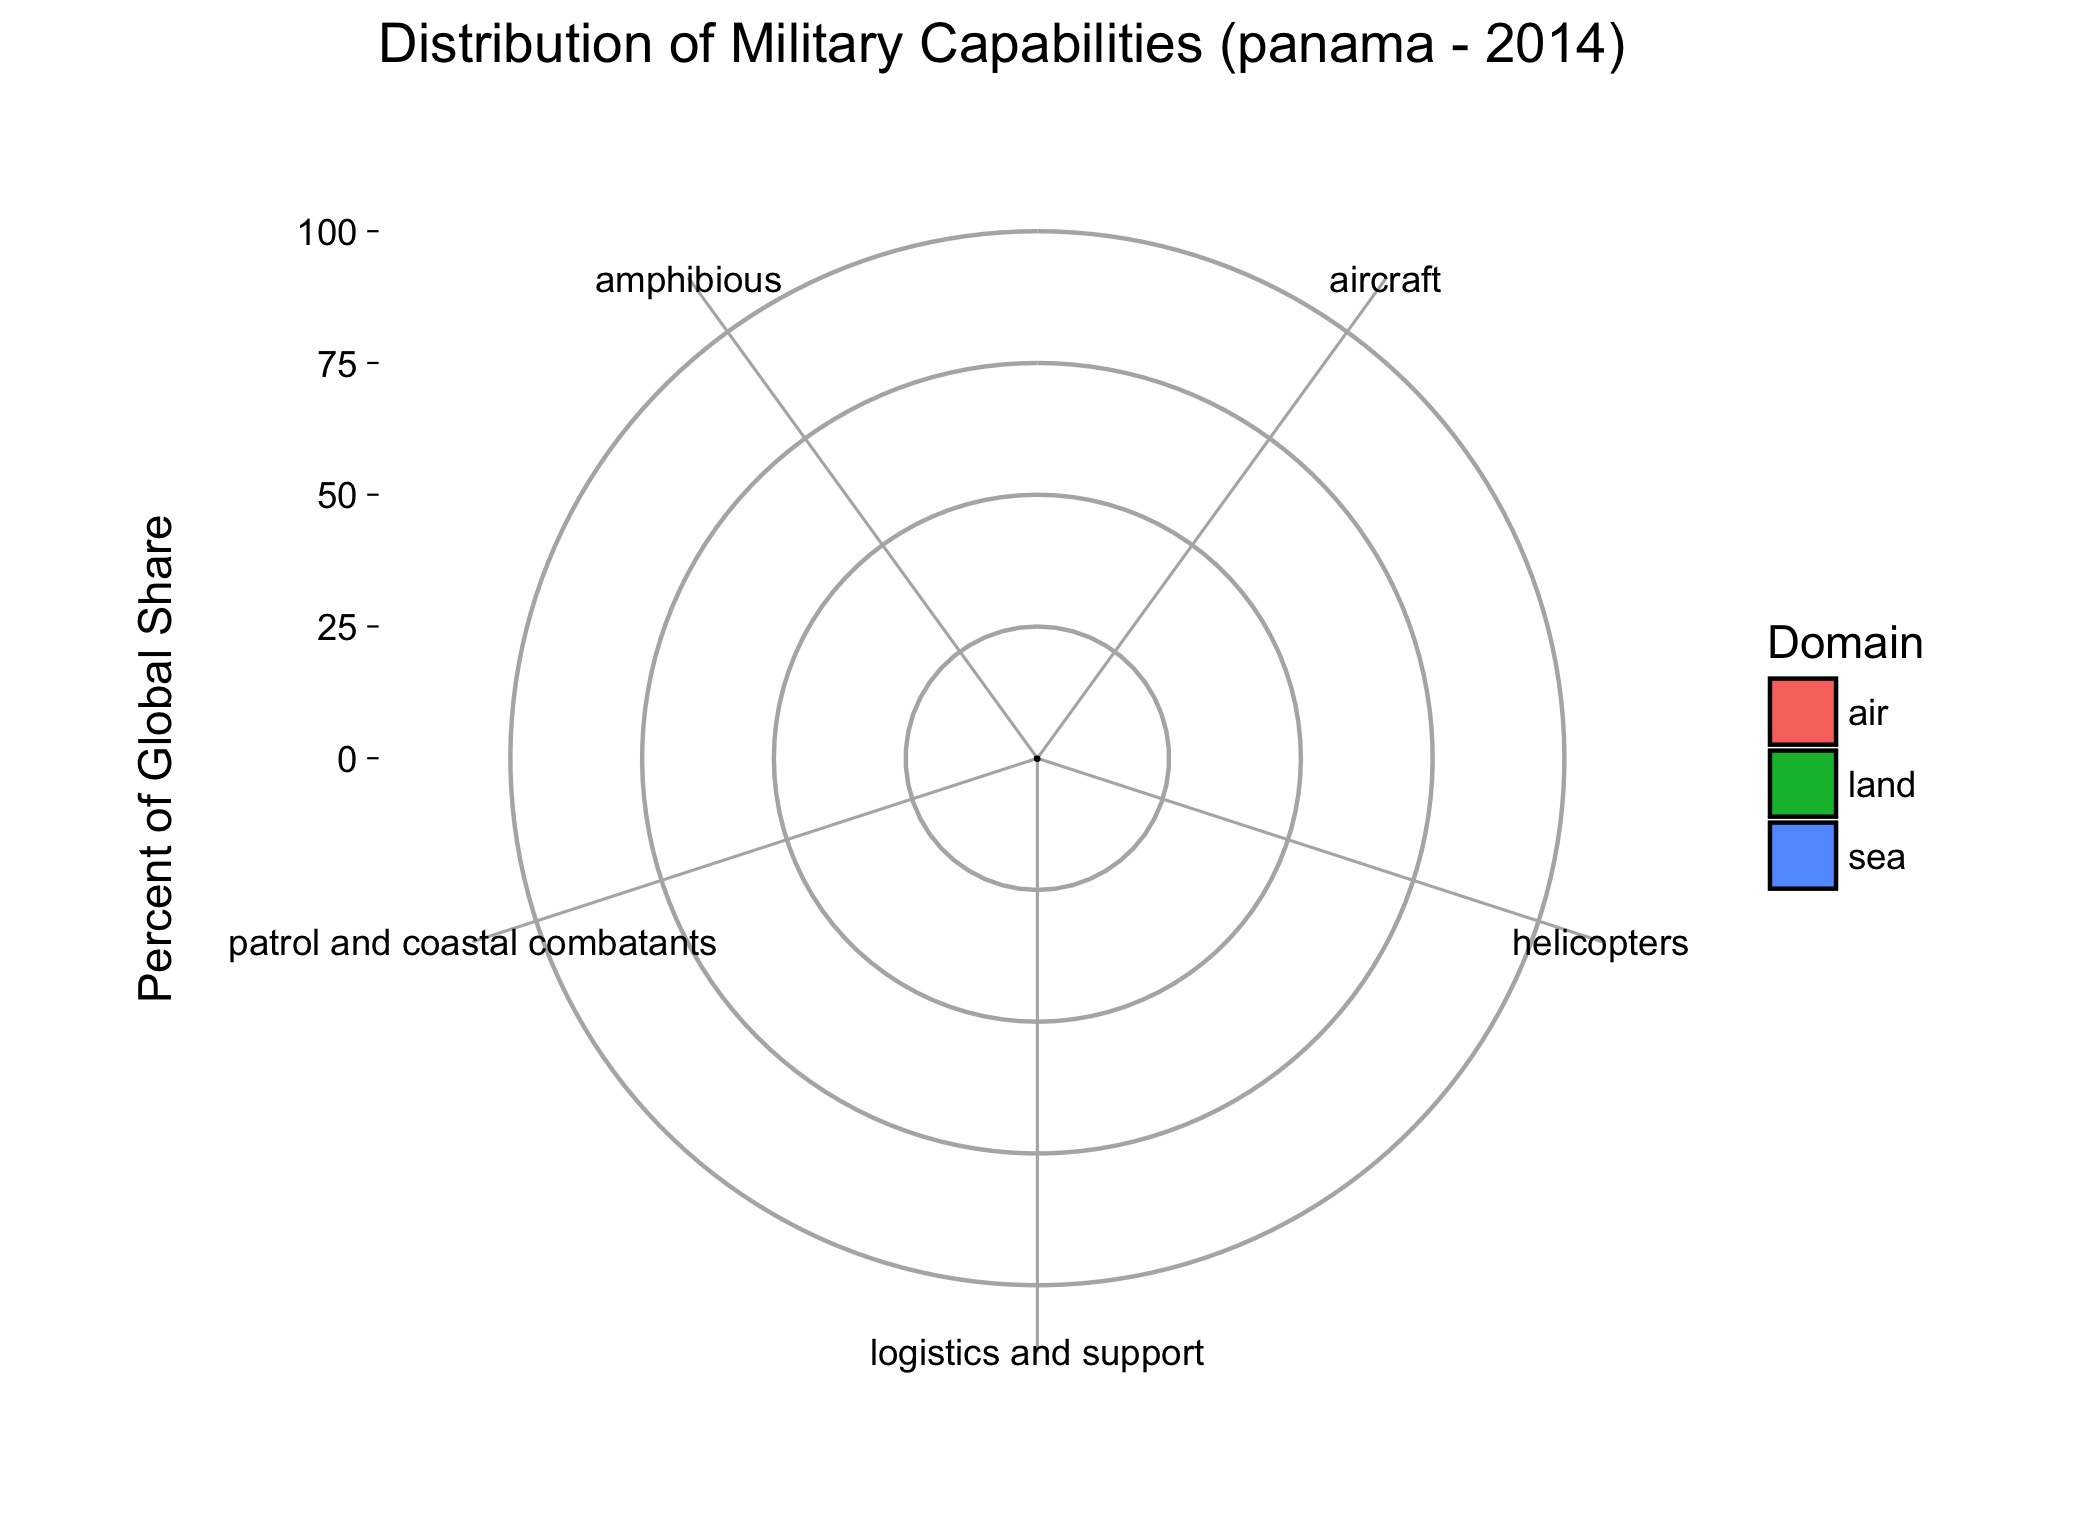 Distribution of Military Capabilities (panama - 2014)
Percent of Global Share
100
75
50
25
0
amphibious
aircraft
patrol and coastal combatants
helicopters
logistics and support
Domain
air
land
sea